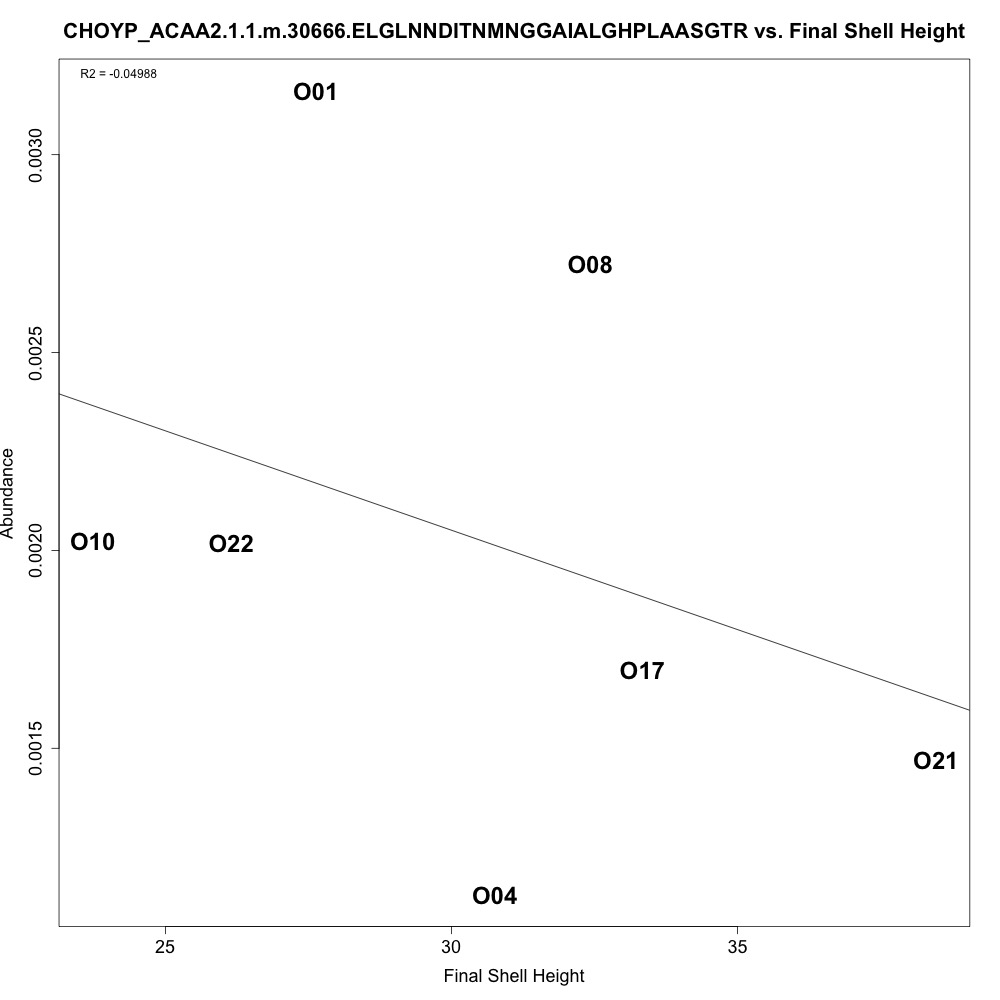 CHOYP_ACAA2.1.1.m.30666.ELGLNNDITNMNGGAIALGHPLAASGTR vs. Final Shell Height
R2 = -0.04988
O01
0.0030
O08
0.0025
Abundance
O10
O22
0.0020
O17
0.0015
O21
O04
25
30
35
Final Shell Height